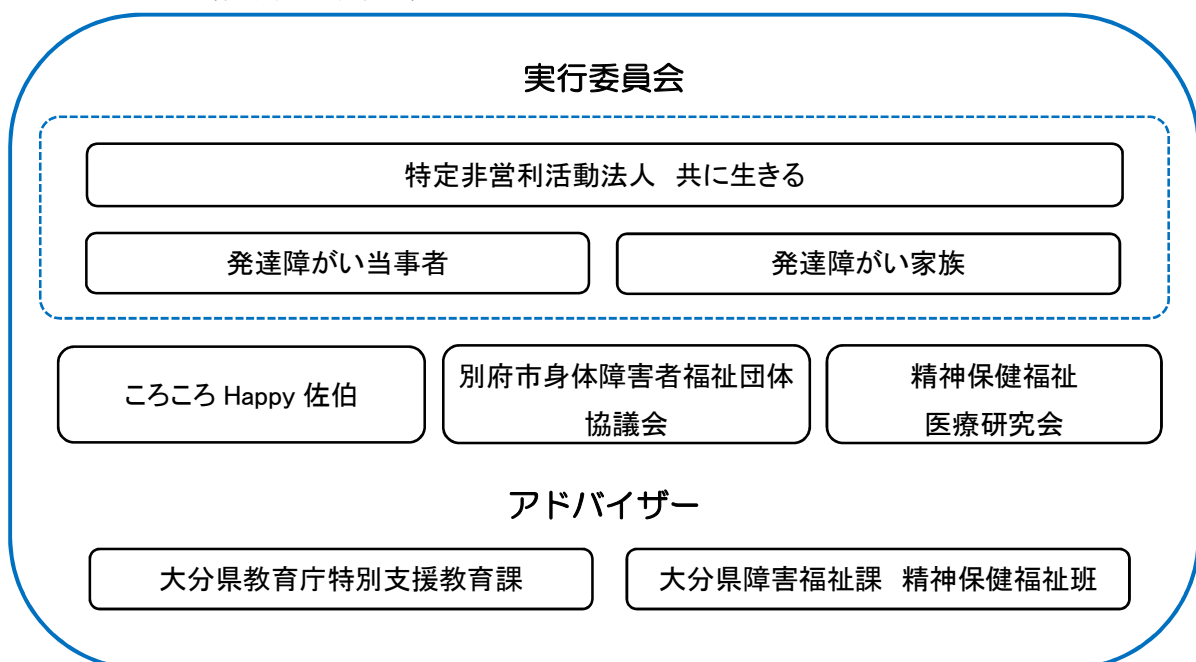 実行委員会
特定非営利活動法人　共に生きる
発達障がい当事者
発達障がい家族
ころころ Happy 佐伯
別府市身体障害者福祉団体
協議会
精神保健福祉
医療研究会
アドバイザー
大分県教育庁特別支援教育課
大分県障害福祉課　精神保健福祉班